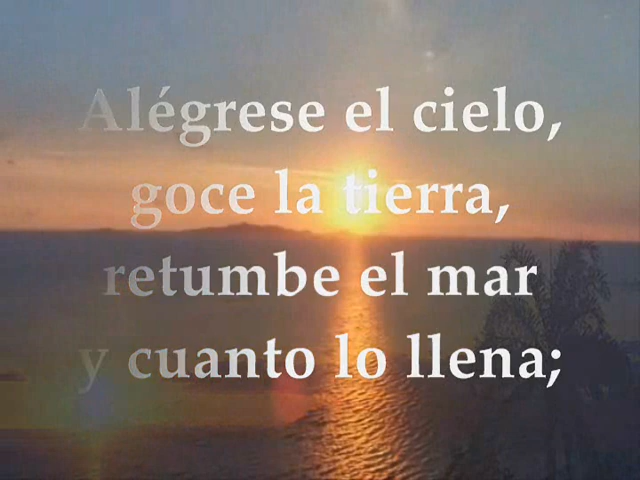 Alégrese el cielo,
goce la tierra,
retumbe el mar
y cuanto lo llena;